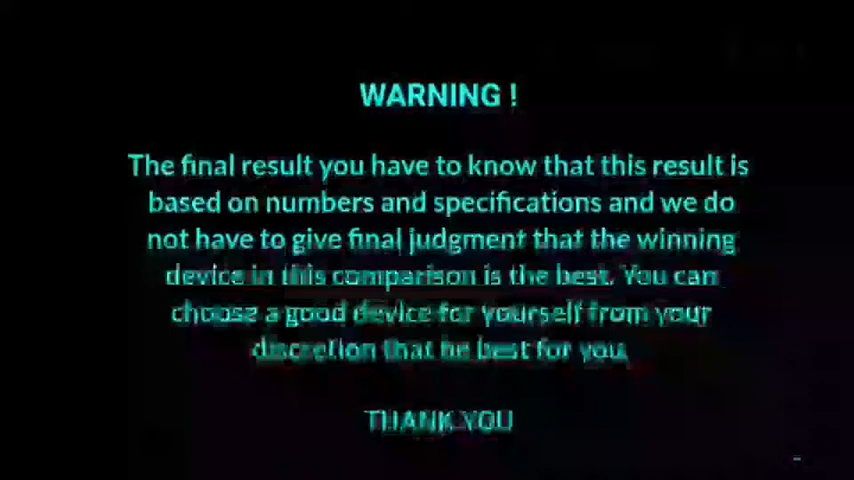 WARNING !
The final result you have to know that this result is
based on numbers and specifications and we do
not have to give final judgment that the winning
device in this comparison is the best. You can
choose a good device for yourself from your
discretion that he best for you.
THANK YOU